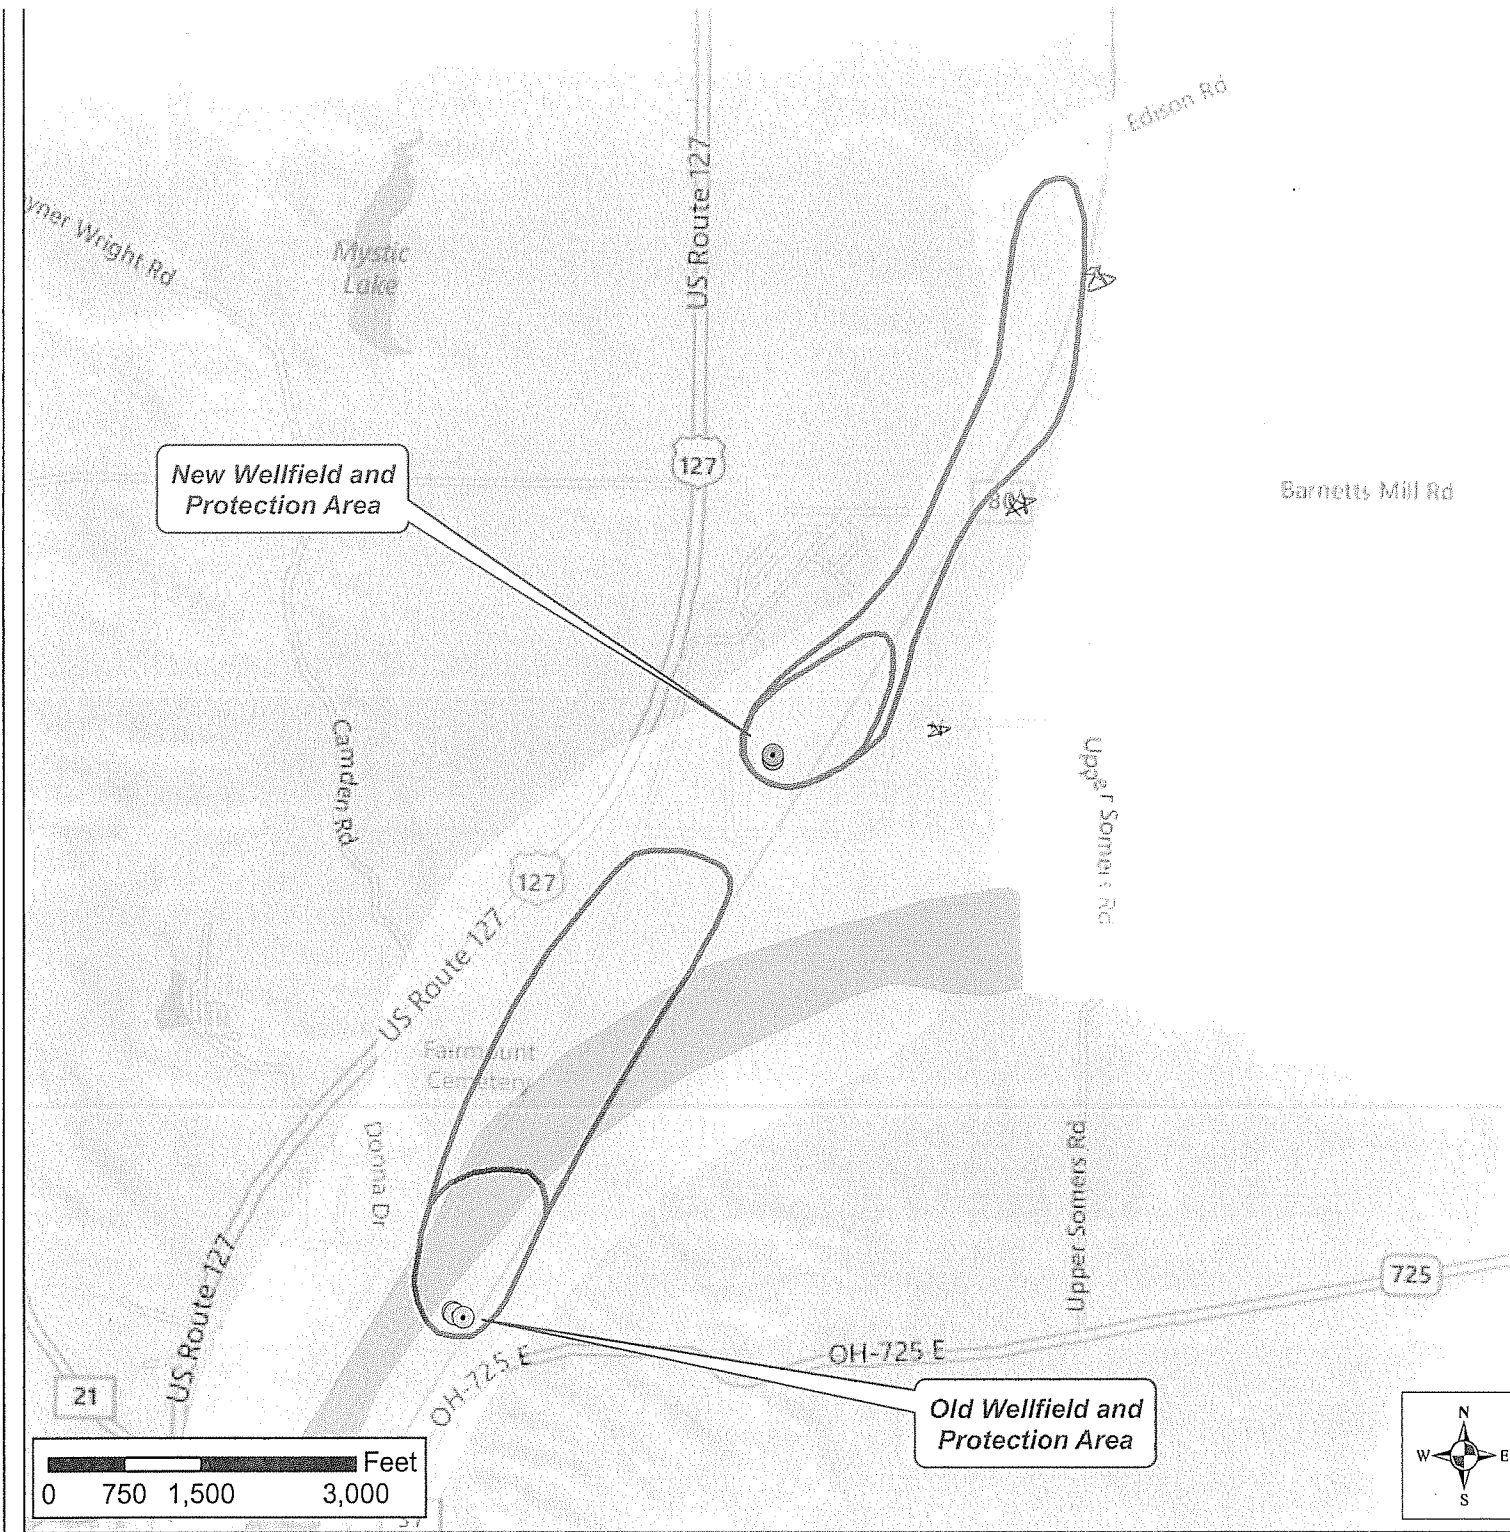 Edison Rd
US Route 127
yner Wright Rd
Mystic
Lake
127
New Wellfield and
Protection Area
Barnetts Mill Rd
80
Camden Rd
Upper Somers Rd
127
US Route 127
Fairmount
Cemetery
Donna Dr
Upper Somers Rd
US Route 127
725
OH-725 E
OH-725 E
21
Old Wellfield and
Protection Area
N
W E
S
Feet
0 750 1,500 3,000